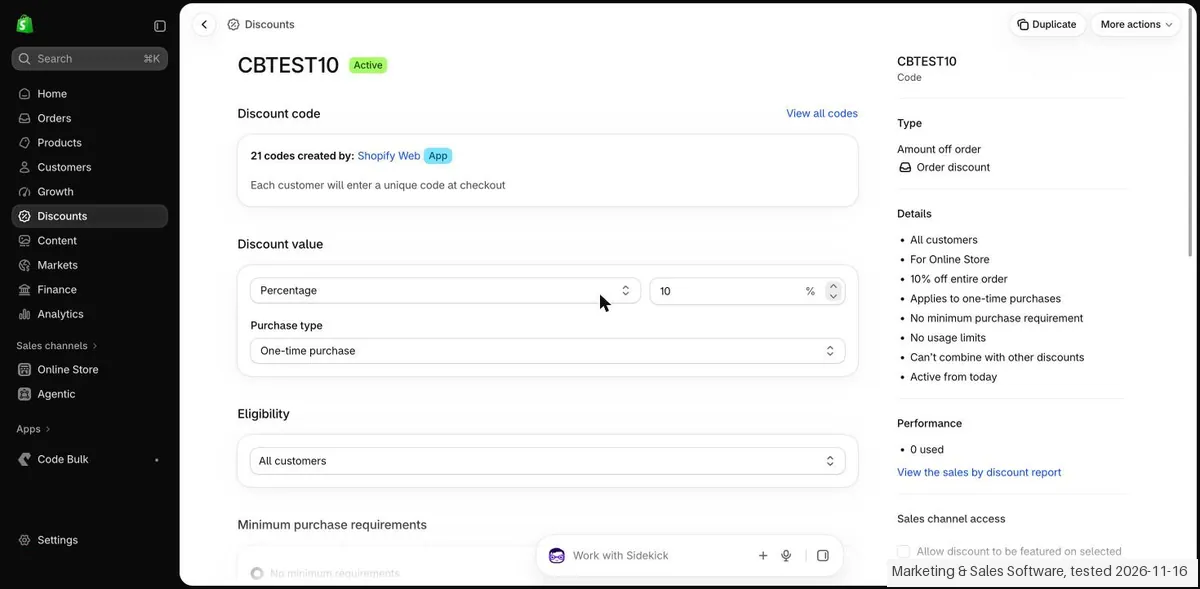 Search ⌘K
Home
Orders
Products
Customers
Growth
Discounts
Content
Markets
Finance
Analytics
Sales channels
Online Store
Agentic
Apps
Code Bulk
Settings
Discounts
Duplicate
More actions
CBTEST10 Active
Discount code
View all codes
21 codes created by: Shopify Web App
Each customer will enter a unique code at checkout
Discount value
Percentage
10 %
Purchase type
One-time purchase
Eligibility
All customers
Minimum purchase requirements
No minimum requirements
Work with Sidekick
CBTEST10
Code
Type
Amount off order
Order discount
Details
• All customers
• For Online Store
• 10% off entire order
• Applies to one-time purchases
• No minimum purchase requirement
• No usage limits
• Can't combine with other discounts
• Active from today
Performance
• 0 used
View the sales by discount report
Sales channel access
Allow discount to be featured on selected
Marketing & Sales Software, tested 2026-11-16